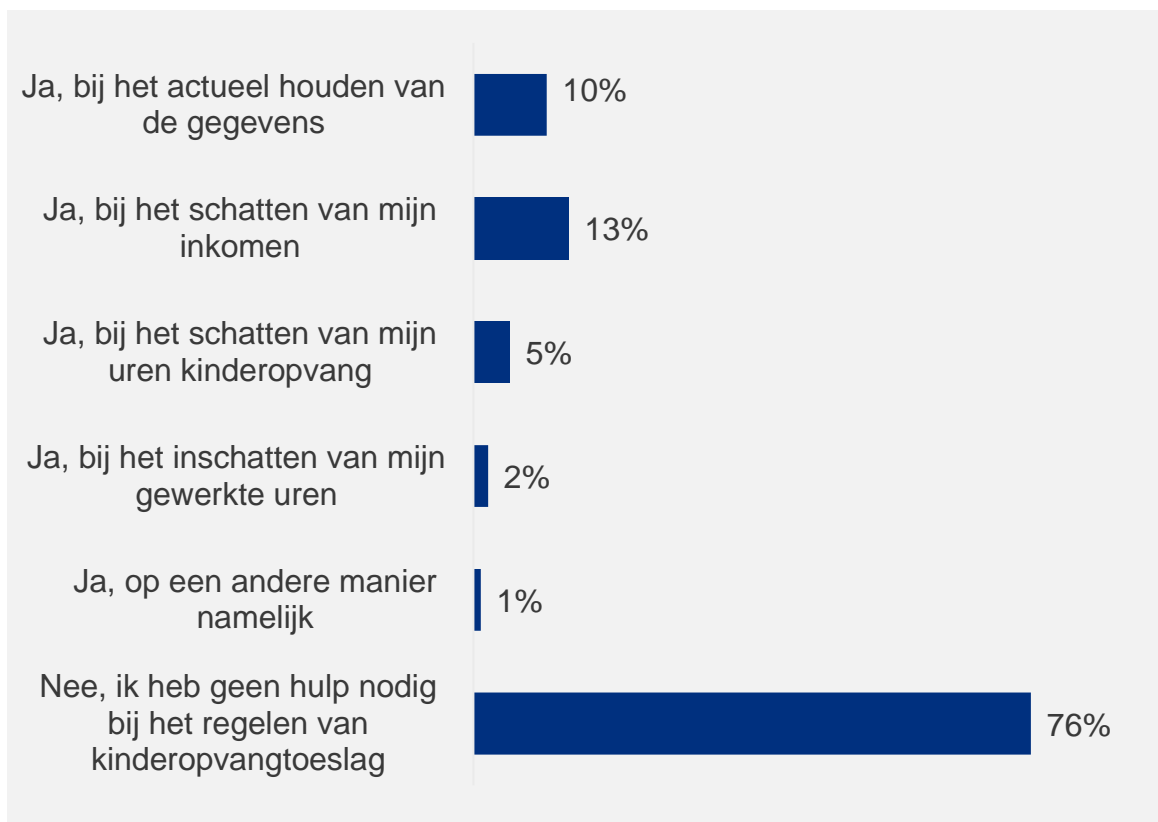 Ja, bij het actueel houden van
de gegevens
10%
Ja, bij het schatten van mijn
inkomen
13%
Ja, bij het schatten van mijn
uren kinderopvang
5%
Ja, bij het inschatten van mijn
gewerkte uren
2%
Ja, op een andere manier
namelijk
1%
Nee, ik heb geen hulp nodig
bij het regelen van
kinderopvangtoeslag
76%